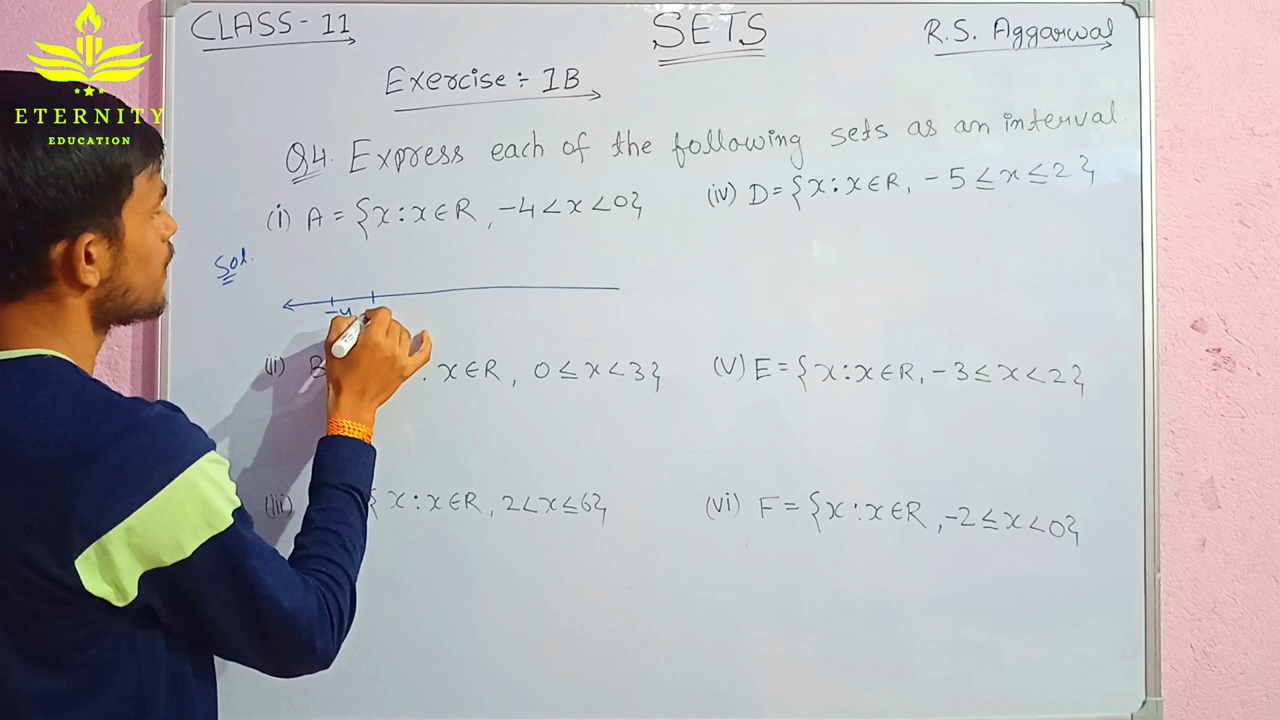 CLASS-11
SETS
R.S. Aggarwal
ETERNITY
EDUCATION
Exercise:- 1B
Q4. Express each of the following sets as an interval.
(i) A = {x : x ∈ R, -4 < x < 0}
(iv) D = {x : x ∈ R, -5 ≤ x ≤ 2}
Sol.
-4
(ii) B x ∈ R, 0 ≤ x < 3}
(v) E = {x : x ∈ R, -3 ≤ x < 2}
(iii) { x : x ∈ R, 2 < x ≤ 6}
(vi) F = {x : x ∈ R, -2 ≤ x < 0}